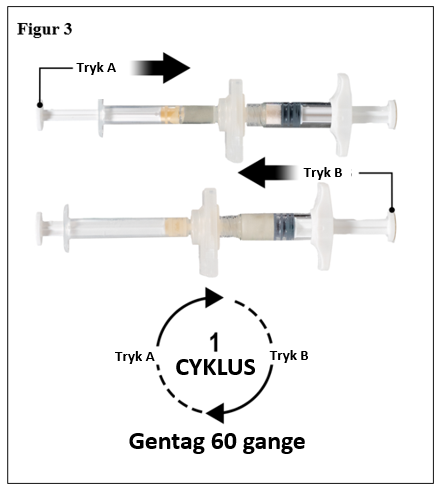 Figur 3
Tryk A
Tryk B
1
Tryk A
CYKLUS
Tryk B
Gentag 60 gange